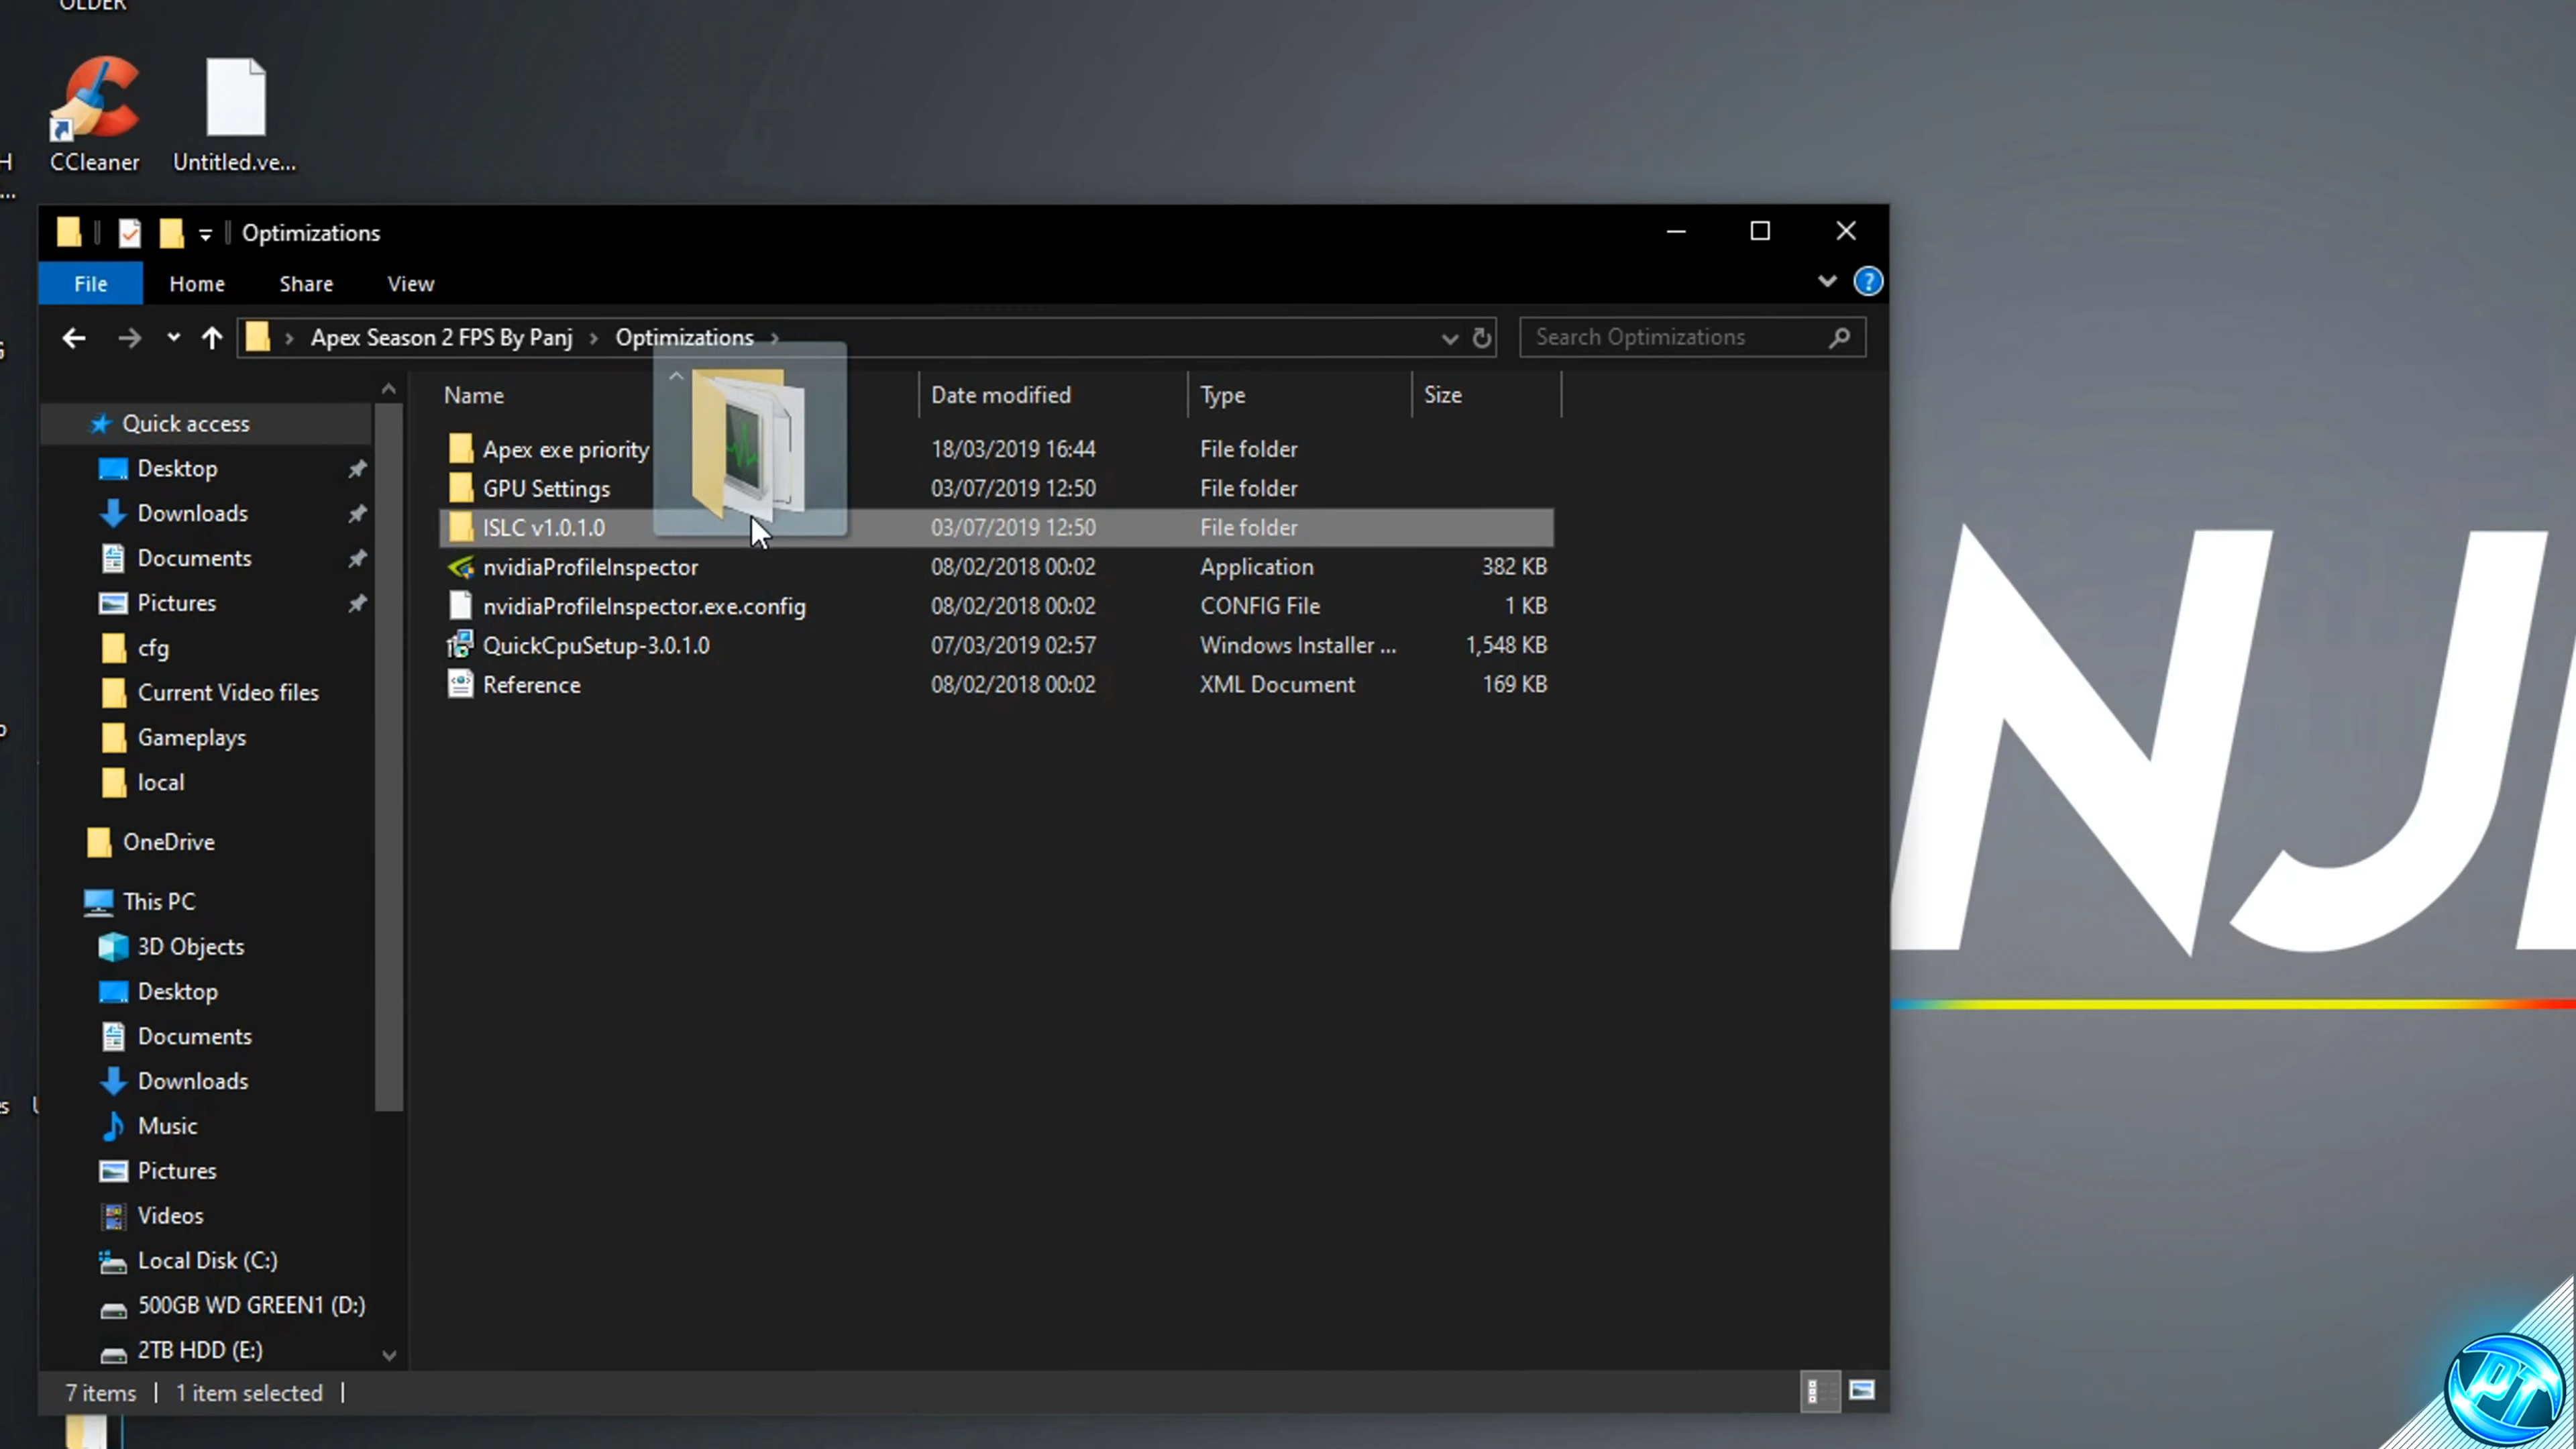 OLDER
CCleaner
Untitled.ve...
H
...
Optimizations
File Home Share View
Apex Season 2 FPS By Panj › Optimizations ›
Search Optimizations
Name Date modified Type Size
Quick access
Desktop
Downloads
Documents
Pictures
cfg
Current Video files
Gameplays
local
OneDrive
This PC
3D Objects
Desktop
Documents
Downloads
Music
Pictures
Videos
Local Disk (C:)
500GB WD GREEN1 (D:)
2TB HDD (E:)
Apex exe priority 18/03/2019 16:44 File folder
GPU Settings 03/07/2019 12:50 File folder
ISLC v1.0.1.0 03/07/2019 12:50 File folder
nvidiaProfileInspector 08/02/2018 00:02 Application 382 KB
nvidiaProfileInspector.exe.config 08/02/2018 00:02 CONFIG File 1 KB
QuickCpuSetup-3.0.1.0 07/03/2019 02:57 Windows Installer ... 1,548 KB
Reference 08/02/2018 00:02 XML Document 169 KB
7 items 1 item selected
NJ
PT